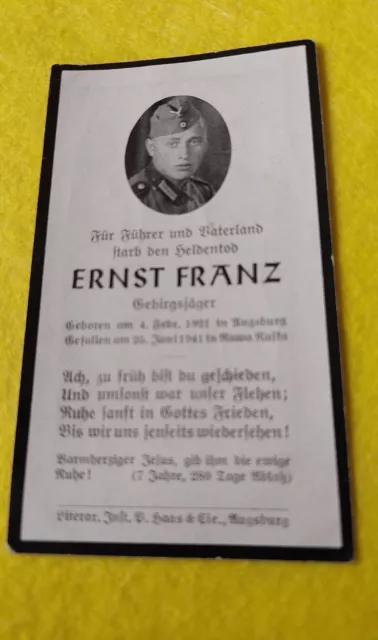 Für Führer und Vaterland
starb den Heldentod
ERNST FRANZ
Gebirgsjäger
Geboren am 4. Febr. 1921 in Augsburg
Gefallen am 25. Juni 1941 in Rawa Ruska
Ach, zu früh bist du geschieden,
Und umsonst war unser Flehen;
Ruhe sanft in Gottes Frieden,
Bis wir uns jenseits wiedersehen!
Barmherziger Jesus, gib ihm die ewige
Ruhe! (7 Jahre, 280 Tage Ablaß)
Literar. Inst. P. Haas & Cie., Augsburg